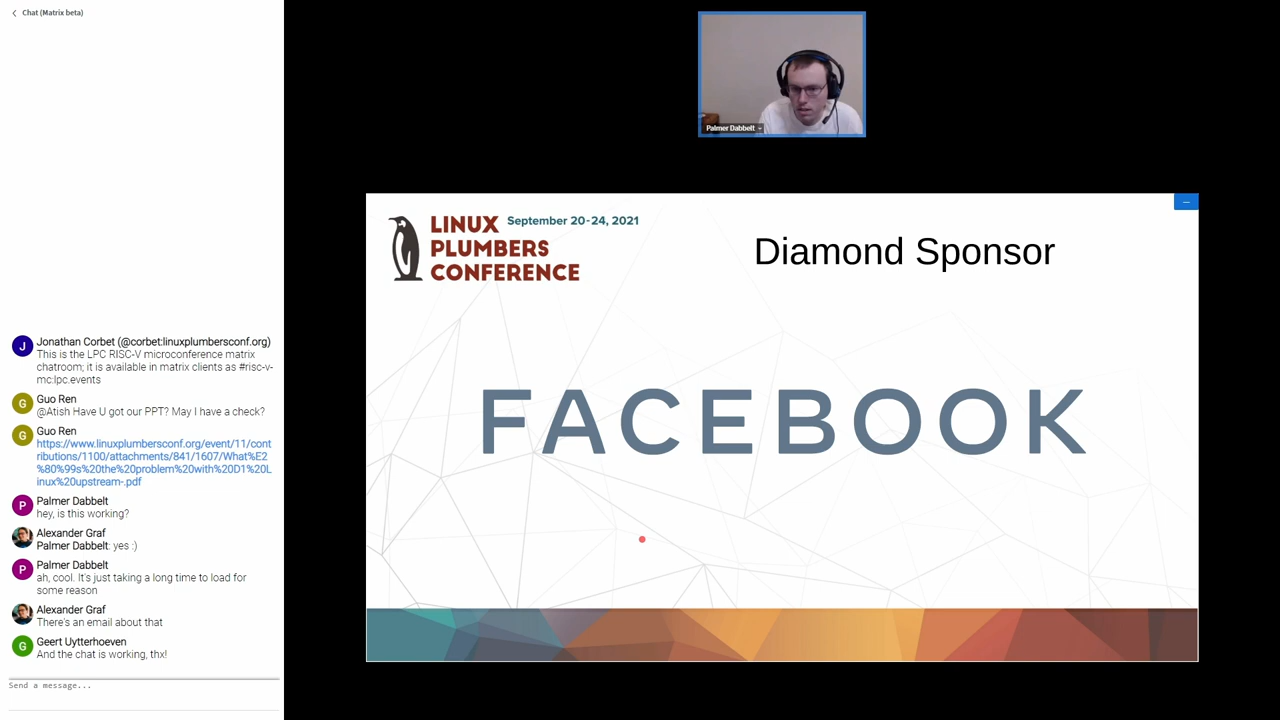 Chat (Matrix beta)
J
Jonathan Corbet (@corbet:linuxplumbersconf.org)
This is the LPC RISC-V microconference matrix
chatroom; it is available in matrix clients as #risc-v-
mc:lpc.events
G
Guo Ren
@Atish Have U got our PPT? May I have a check?
G
Guo Ren
https://www.linuxplumbersconf.org/event/11/cont
ributions/1100/attachments/841/1607/What%E2
%80%99s%20the%20problem%20with%20D1%20L
inux%20upstream-.pdf
P
Palmer Dabbelt
hey, is this working?
Alexander Graf
Palmer Dabbelt: yes :)
P
Palmer Dabbelt
ah, cool. It's just taking a long time to load for
some reason
Alexander Graf
There's an email about that
G
Geert Uytterhoeven
And the chat is working, thx!
Send a message...
Palmer Dabbelt
LINUX
PLUMBERS
CONFERENCE
September 20-24, 2021
Diamond Sponsor
FACEBOOK